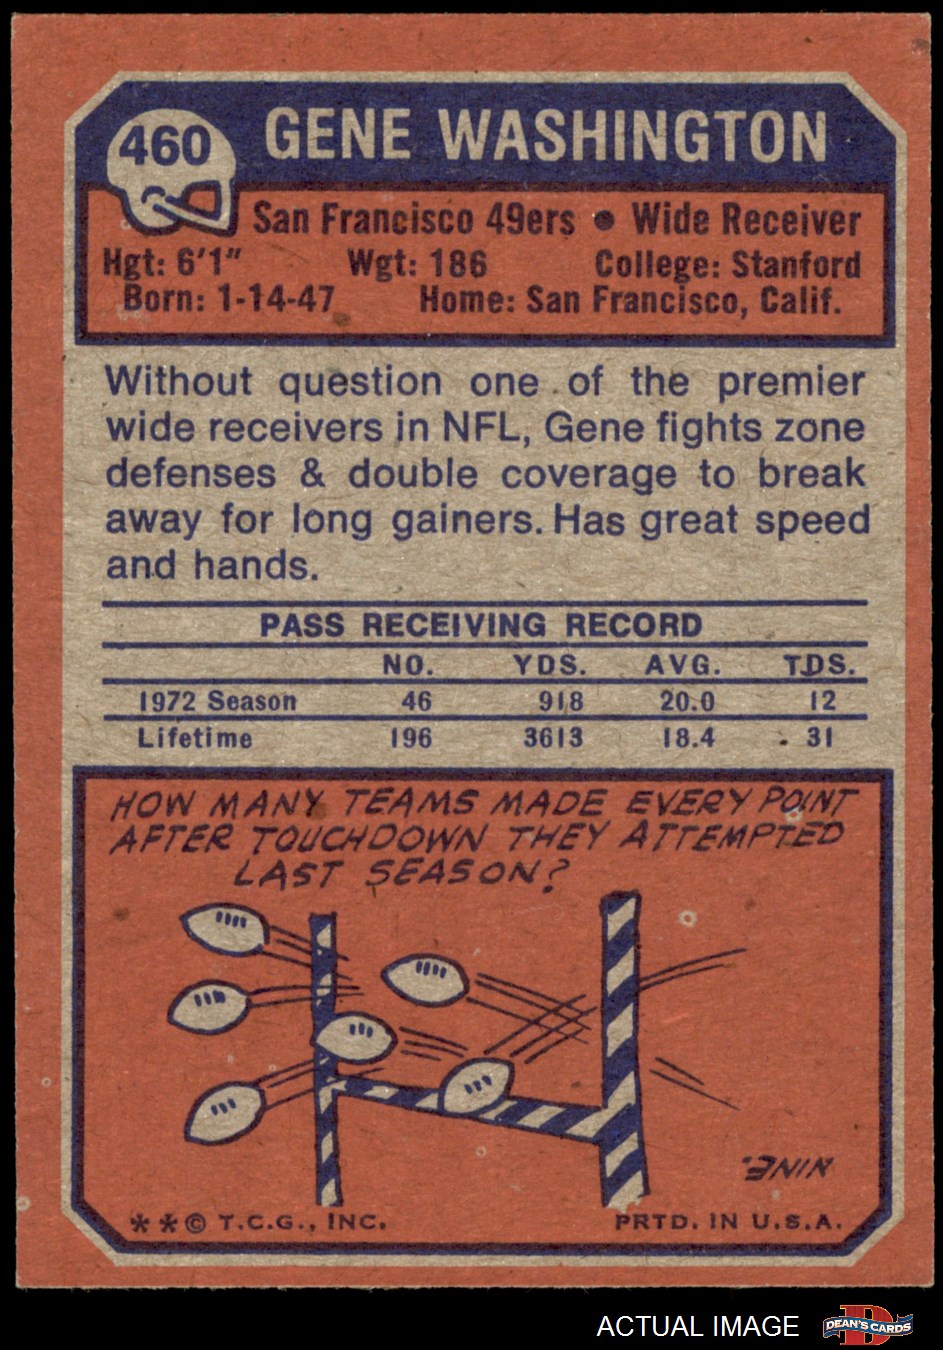 460
GENE WASHINGTON
San Francisco 49ers • Wide Receiver
Hgt: 6'1" Wgt: 186 College: Stanford
Born: 1-14-47 Home: San Francisco, Calif.
Without question one of the premier
wide receivers in NFL, Gene fights zone
defenses & double coverage to break
away for long gainers. Has great speed
and hands.
PASS RECEIVING RECORD
NO. YDS. AVG. TDS.
1972 Season 46 918 20.0 12
Lifetime 196 3613 18.4 31
HOW MANY TEAMS MADE EVERY POINT
AFTER TOUCHDOWN THEY ATTEMPTED
LAST SEASON?
NINE.
** © T.C.G., INC. PRTD. IN U.S.A.
ACTUAL IMAGE DEAN'S CARDS